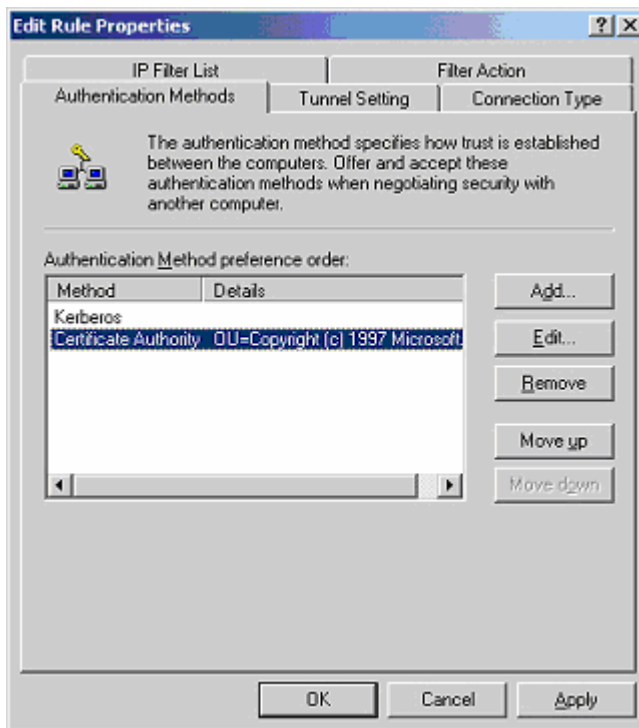 Edit Rule Properties
IP Filter List
Filter Action
Authentication Methods
Tunnel Setting
Connection Type
The authentication method specifies how trust is established
between the computers. Offer and accept these
authentication methods when negotiating security with
another computer.
Authentication Method preference order:
Method Details
Kerberos
Certificate Authority OU=Copyright (c) 1997 Microsoft
Add...
Edit...
Remove
Move up
Move down
OK
Cancel
Apply